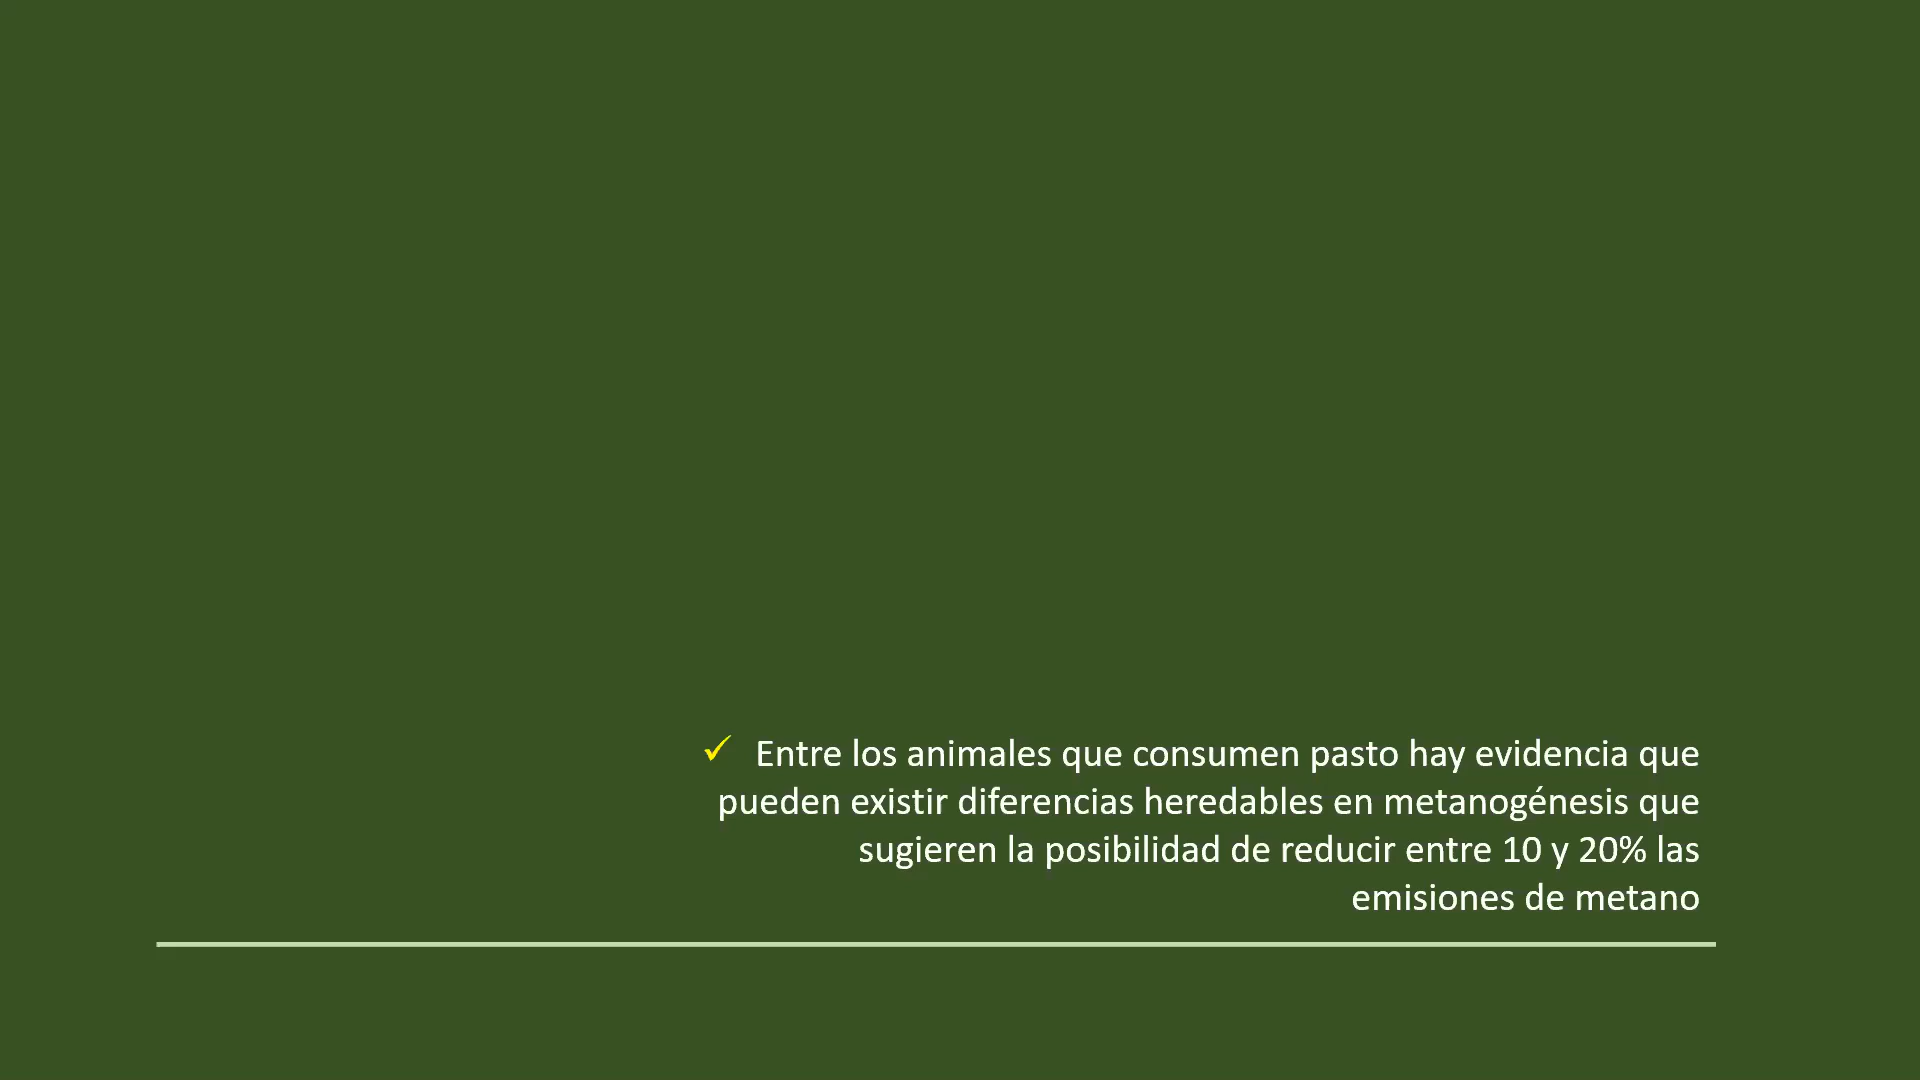 ✓ Entre los animales que consumen pasto hay evidencia que
pueden existir diferencias heredables en metanogénesis que
sugieren la posibilidad de reducir entre 10 y 20% las
emisiones de metano